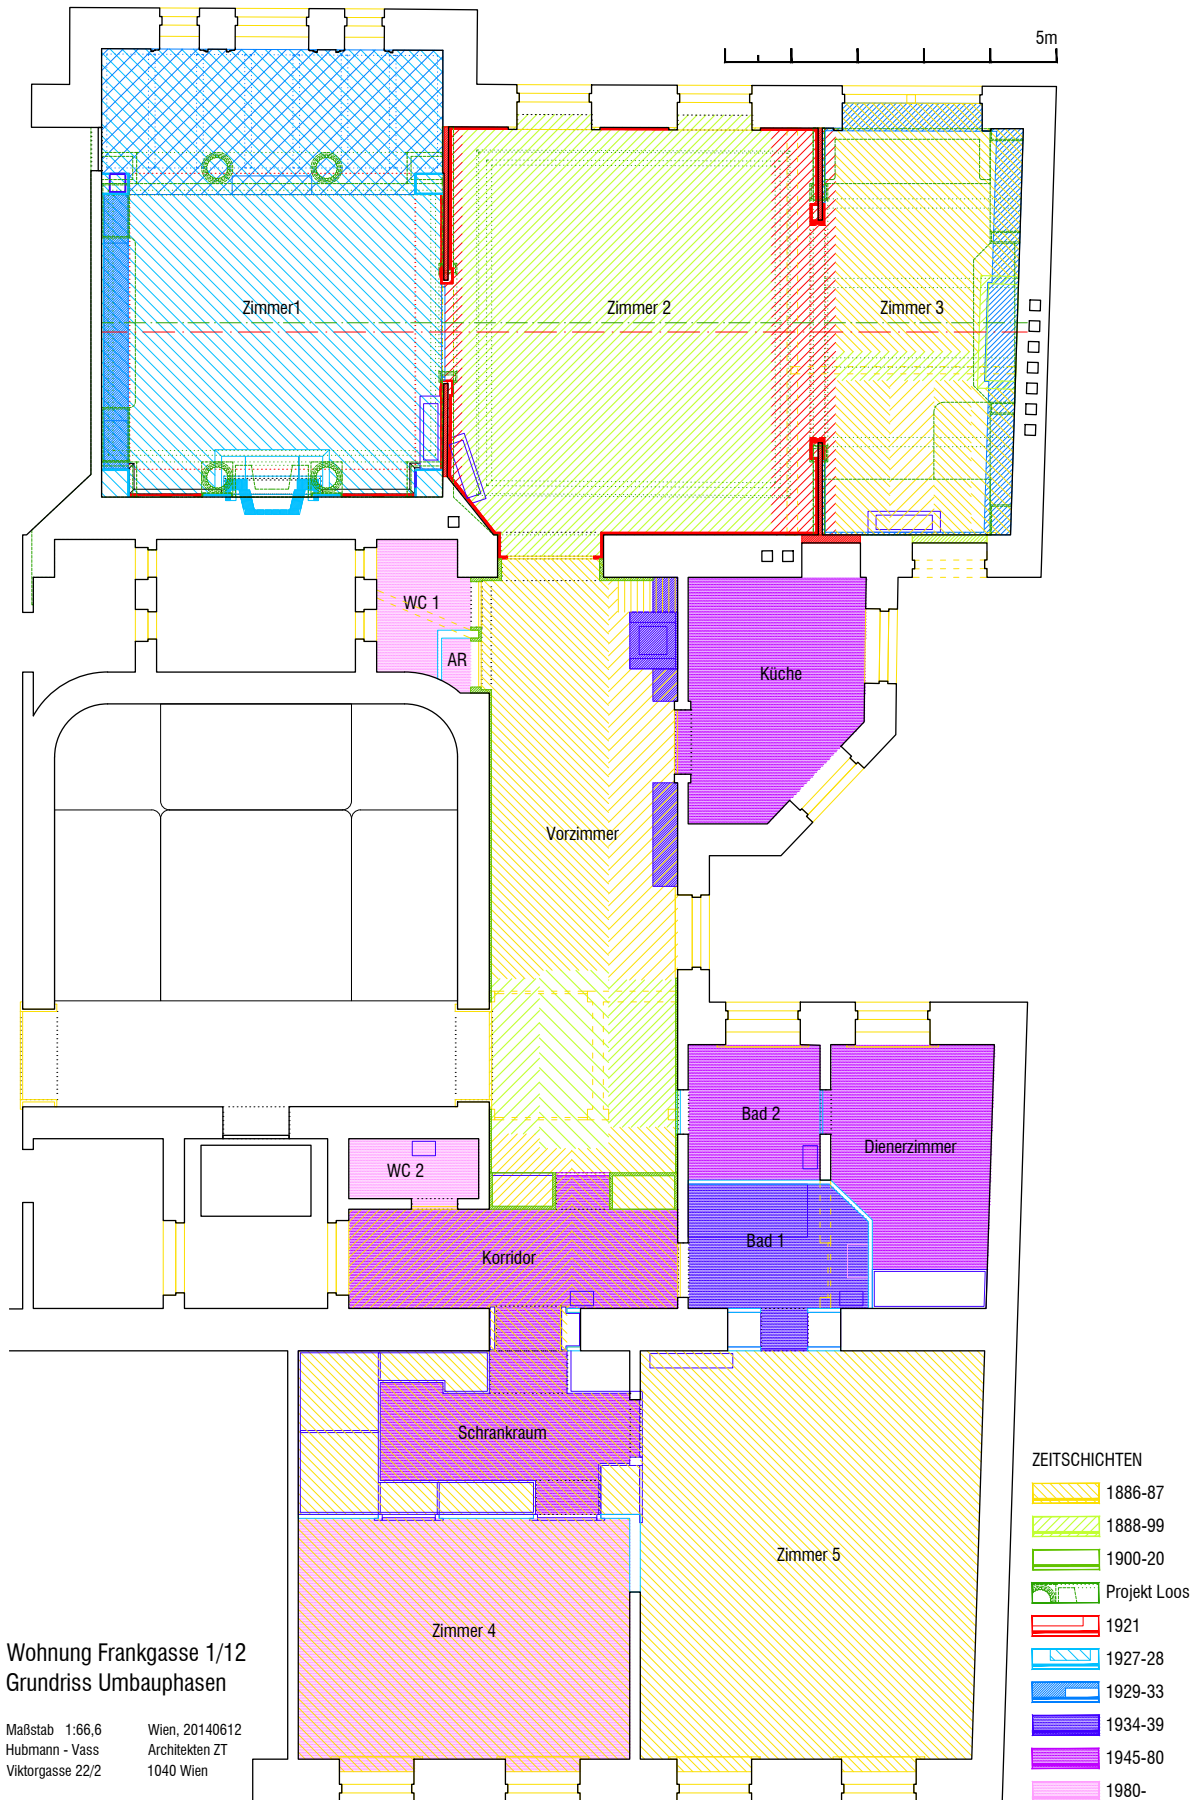 5m
Zimmer1
Zimmer 2
Zimmer 3
WC 1
AR
Küche
Vorzimmer
Bad 2
Dienerzimmer
WC 2
Bad 1
Korridor
Schrankraum
Zimmer 5
Zimmer 4
ZEITSCHICHTEN
1886-87
1888-99
1900-20
Projekt Loos
1921
1927-28
1929-33
1934-39
1945-80
1980-
Wohnung Frankgasse 1/12
Grundriss Umbauphasen
Maßstab 1:66,6 Wien, 20140612
Hubmann - Vass Architekten ZT
Viktorgasse 22/2 1040 Wien